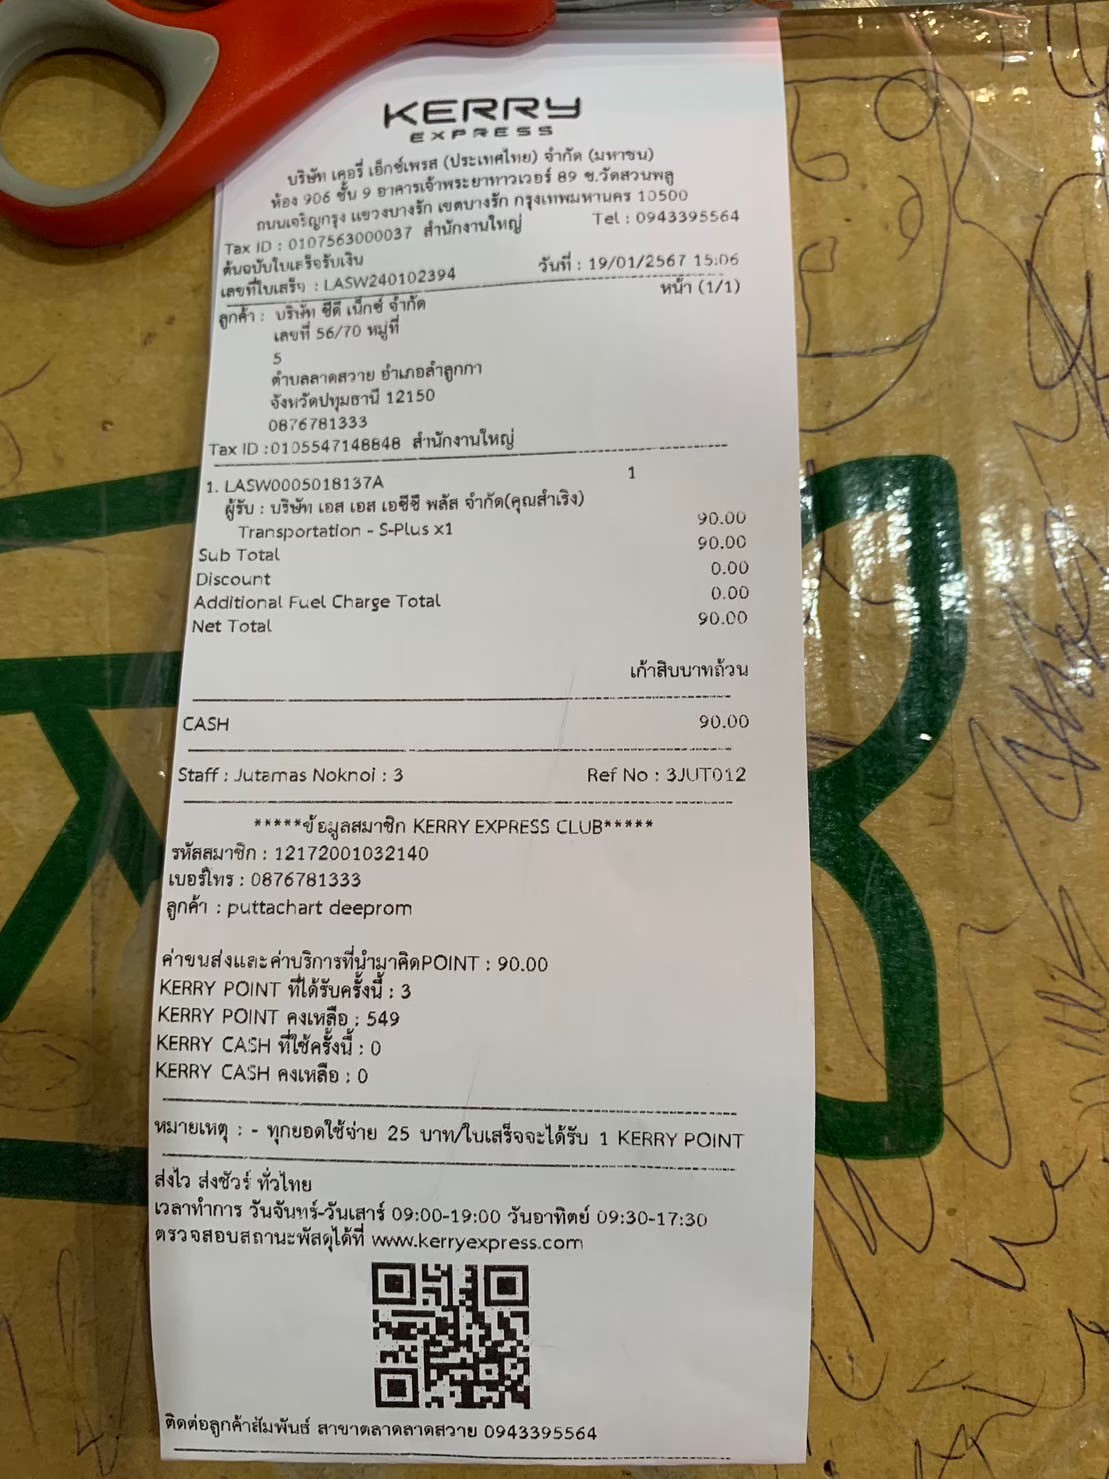 KERRY
EXPRESS
บริษัท เคอรี่ เอ็กซ์เพรส (ประเทศไทย) จำกัด (มหาชน)
ห้อง 906 ชั้น 9 อาคารเจ้าพระยาทาวเวอร์ 89 ซ.วัดสวนพลู
ถนนเจริญกรุง แขวงบางรัก เขตบางรัก กรุงเทพมหานคร 10500
Tax ID : 0107563000037 สำนักงานใหญ่ Tel : 0943395564
ต้นฉบับใบเสร็จรับเงิน
เลขที่ใบเสร็จ : LASW240102394 วันที่ : 19/01/2567 15:06
หน้า (1/1)
ลูกค้า : บริษัท ซีดี เน็กซ์ จำกัด
เลขที่ 56/70 หมู่ที่
5
ตำบลลาดสวาย อำเภอลำลูกกา
จังหวัดปทุมธานี 12150
0876781333
Tax ID :0105547148848 สำนักงานใหญ่
1. LASW0005018137A 1
ผู้รับ : บริษัท เอส เอส เอซีซี พลัส จำกัด(คุณสำเริง)
Transportation - S-Plus x1 90.00
Sub Total 90.00
Discount 0.00
Additional Fuel Charge Total 0.00
Net Total 90.00
เก้าสิบบาทถ้วน
CASH 90.00
Staff : Jutamas Noknoi : 3 Ref No : 3JUT012
*****ข้อมูลสมาชิก KERRY EXPRESS CLUB*****
รหัสสมาชิก : 12172001032140
เบอร์โทร : 0876781333
ลูกค้า : puttachart deeprom
ค่าขนส่งและค่าบริการที่นำมาคิดPOINT : 90.00
KERRY POINT ที่ได้รับครั้งนี้ : 3
KERRY POINT คงเหลือ : 549
KERRY CASH ที่ใช้ครั้งนี้ : 0
KERRY CASH คงเหลือ : 0
หมายเหตุ : - ทุกยอดใช้จ่าย 25 บาท/ใบเสร็จจะได้รับ 1 KERRY POINT
ส่งไว ส่งชัวร์ ทั่วไทย
เวลาทำการ วันจันทร์-วันเสาร์ 09:00-19:00 วันอาทิตย์ 09:30-17:30
ตรวจสอบสถานะพัสดุได้ที่ www.kerryexpress.com
ติดต่อลูกค้าสัมพันธ์ สาขาตลาดลาดสวาย 0943395564